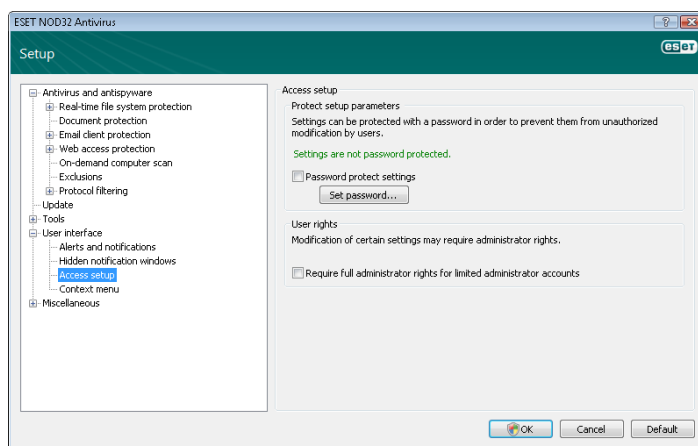 ESET NOD32 Antivirus
Setup
eset
Antivirus and antispyware
Real-time file system protection
Document protection
Email client protection
Web access protection
On-demand computer scan
Exclusions
Protocol filtering
Update
Tools
User interface
Alerts and notifications
Hidden notification windows
Access setup
Context menu
Miscellaneous
Access setup
Protect setup parameters
Settings can be protected with a password in order to prevent them from unauthorized
modification by users.
Settings are not password protected.
Password protect settings
Set password...
User rights
Modification of certain settings may require administrator rights.
Require full administrator rights for limited administrator accounts
OK
Cancel
Default